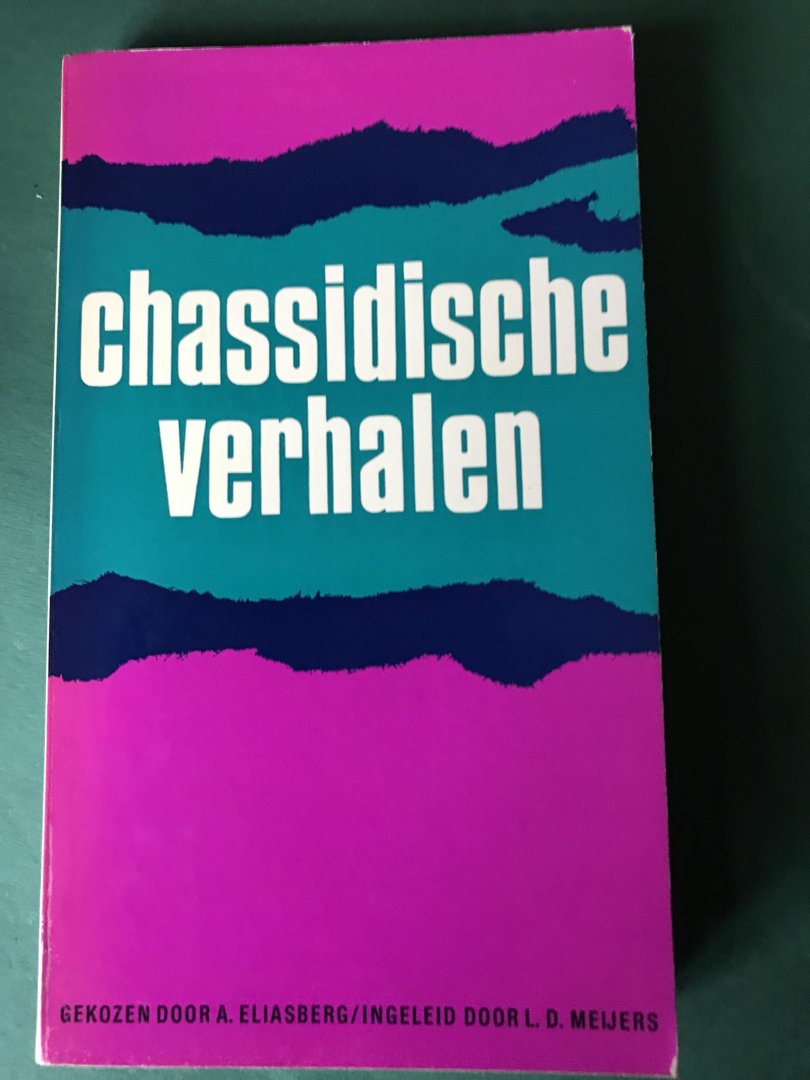 chassidische
verhalen
GEKOZEN DOOR A. ELIASBERG/INGELEID DOOR L. D. MEIJERS